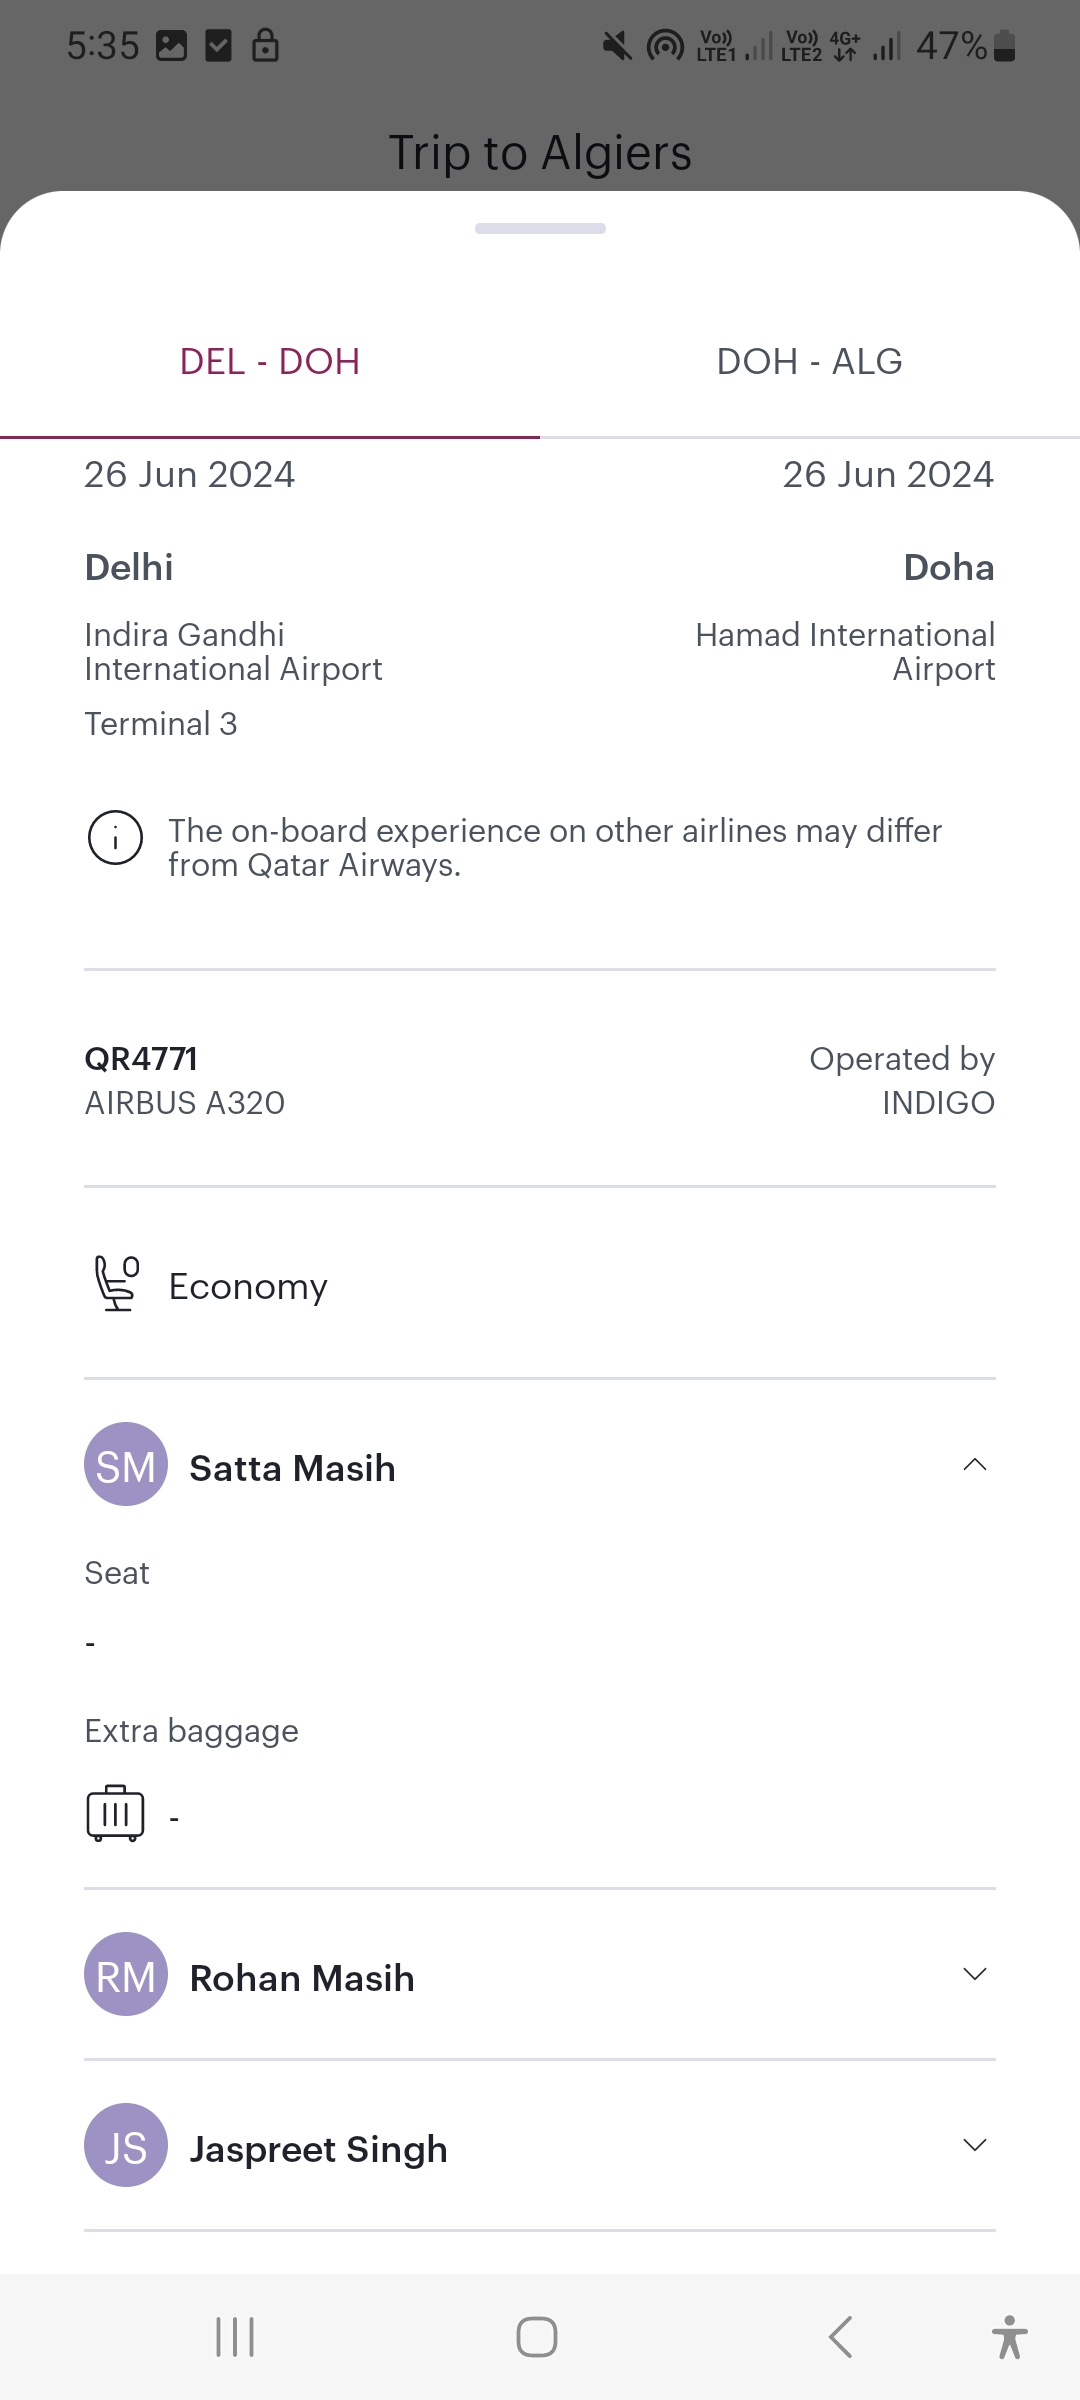 5:35
Vo)) LTE1 Vo)) LTE2 4G+ 47%
Trip to Algiers
DEL - DOH
DOH - ALG
26 Jun 2024
26 Jun 2024
Delhi
Doha
Indira Gandhi
International Airport
Hamad International
Airport
Terminal 3
The on-board experience on other airlines may differ
from Qatar Airways.
QR4771
Operated by
AIRBUS A320
INDIGO
Economy
SM Satta Masih
Seat
-
Extra baggage
-
RM Rohan Masih
JS Jaspreet Singh